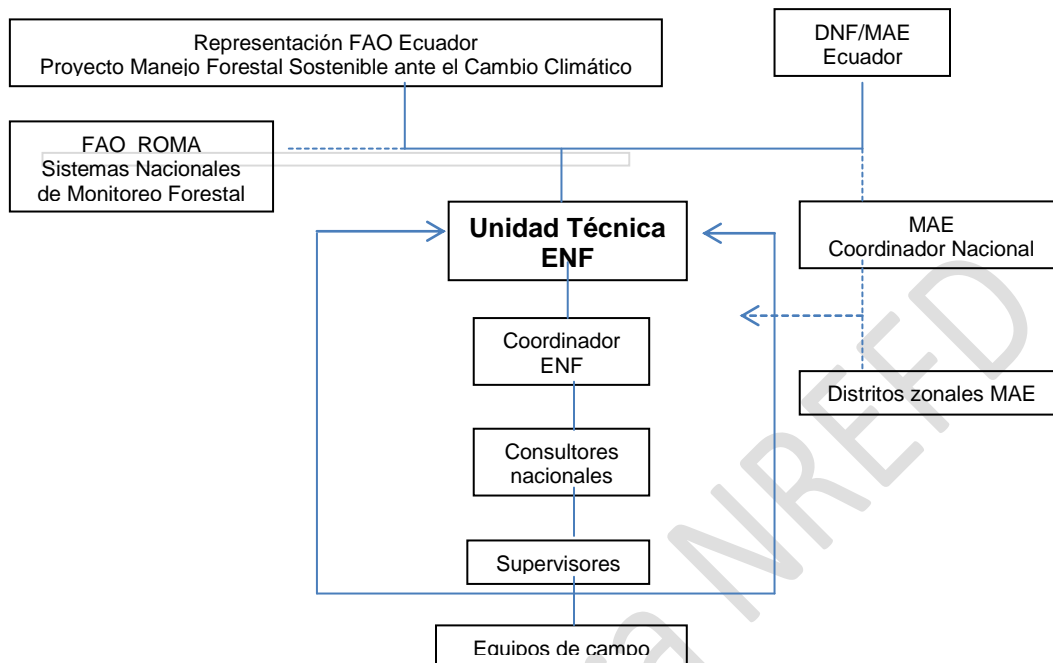 Representación FAO Ecuador
Proyecto Manejo Forestal Sostenible ante el Cambio Climático
DNF/MAE
Ecuador
FAO ROMA
Sistemas Nacionales
de Monitoreo Forestal
Unidad Técnica
ENF
MAE
Coordinador Nacional
Coordinador
ENF
Distritos zonales MAE
Consultores
nacionales
Supervisores
Equipos de campo
NREFD